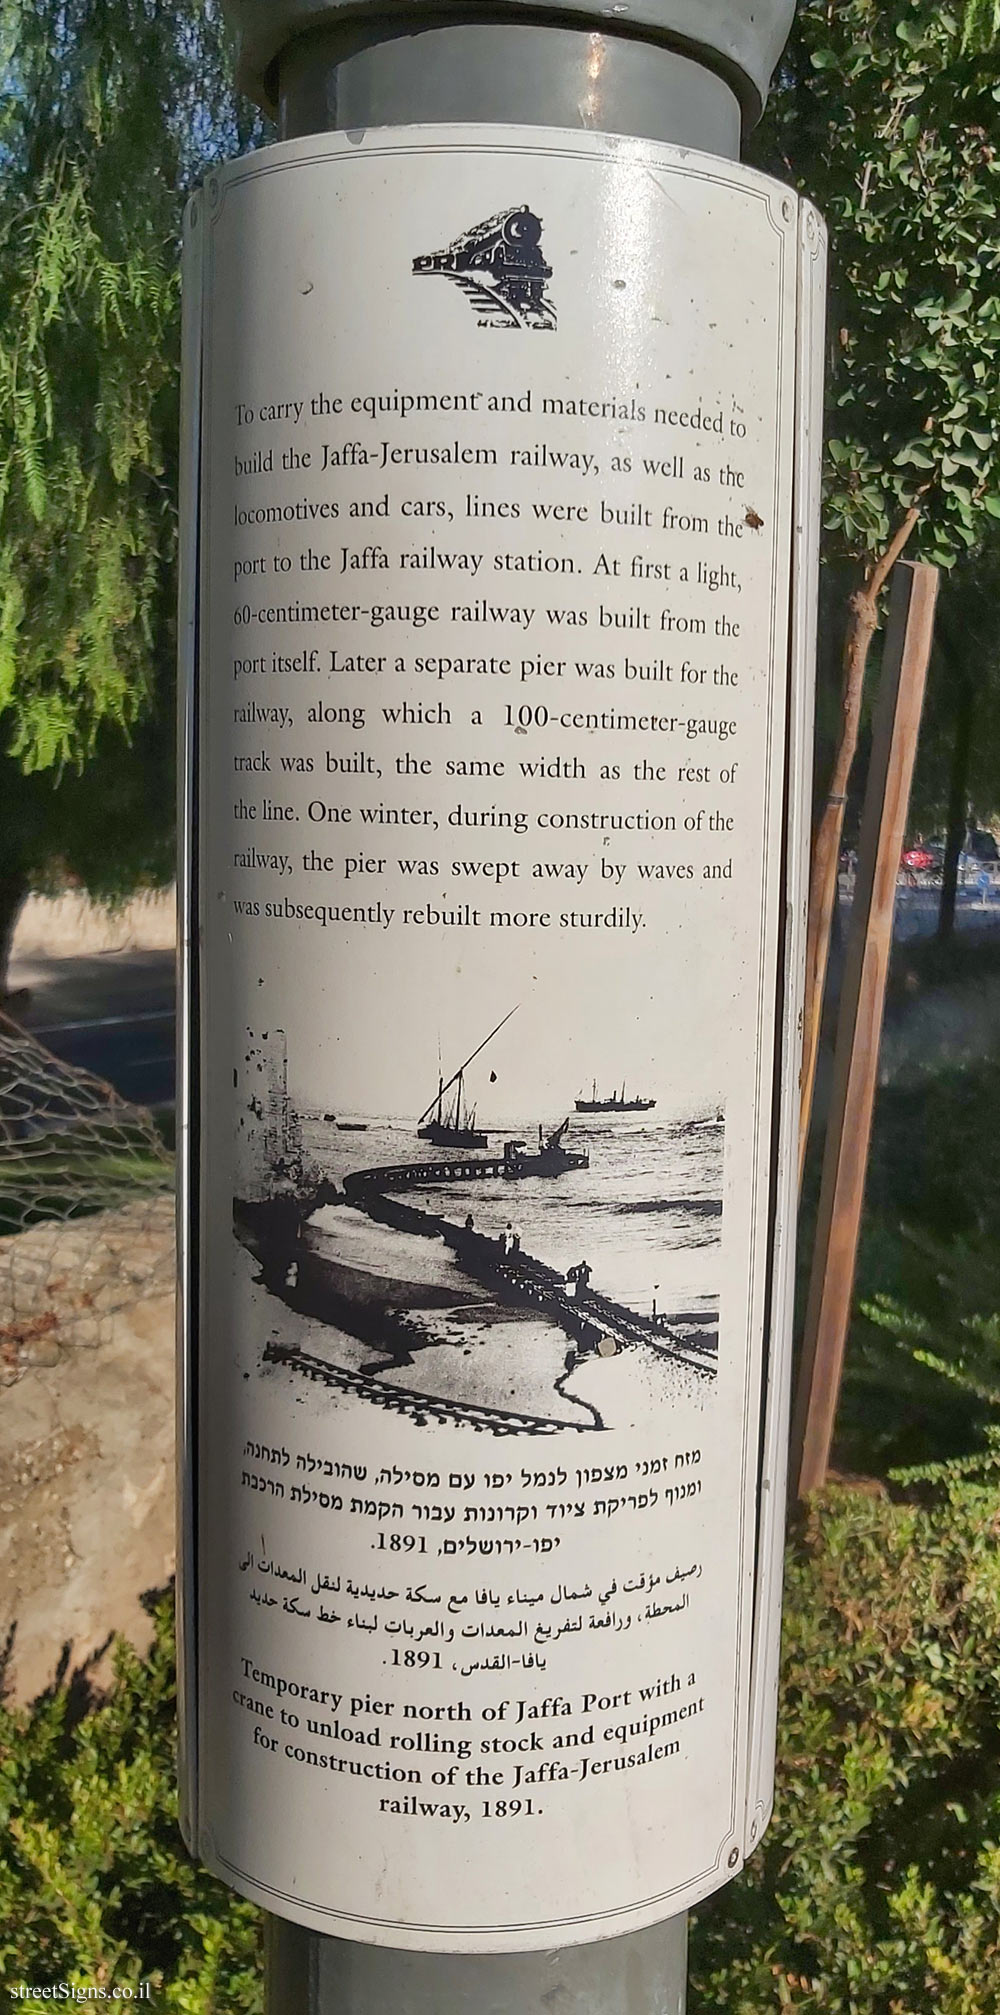 To carry the equipment and materials needed to
build the Jaffa-Jerusalem railway, as well as the
locomotives and cars, lines were built from the
port to the Jaffa railway station. At first a light,
60-centimeter-gauge railway was built from the
port itself. Later a separate pier was built for the
railway, along which a 100-centimeter-gauge
track was built, the same width as the rest of
the line. One winter, during construction of the
railway, the pier was swept away by waves and
was subsequently rebuilt more sturdily.
מזח זמני מצפון לנמל יפו עם מסילה, שהובילה לתחנה,
ומנוף לפריקת ציוד וקרונות עבור הקמת מסילת הרכבת
יפו-ירושלים, 1891.
رصيف مؤقت في شمال ميناء يافا مع سكة حديدية لنقل المعدات الى
المحطة، ورافعة لتفريغ المعدات والعربات لبناء خط سكة حديد
يافا-القدس، 1891.
Temporary pier north of Jaffa Port with a
crane to unload rolling stock and equipment
for construction of the Jaffa-Jerusalem
railway, 1891.
streetSigns.co.il